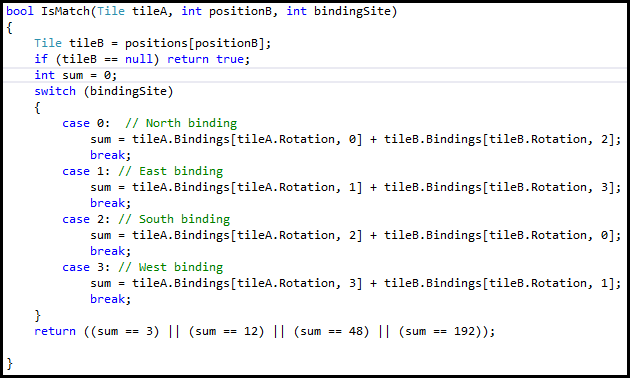 bool IsMatch(Tile tileA, int positionB, int bindingSite)
{
    Tile tileB = positions[positionB];
    if (tileB == null) return true;
    int sum = 0;
    switch (bindingSite)
    {
        case 0:  // North binding
            sum = tileA.Bindings[tileA.Rotation, 0] + tileB.Bindings[tileB.Rotation, 2];
            break;
        case 1: // East binding
            sum = tileA.Bindings[tileA.Rotation, 1] + tileB.Bindings[tileB.Rotation, 3];
            break;
        case 2: // South binding
            sum = tileA.Bindings[tileA.Rotation, 2] + tileB.Bindings[tileB.Rotation, 0];
            break;
        case 3: // West binding
            sum = tileA.Bindings[tileA.Rotation, 3] + tileB.Bindings[tileB.Rotation, 1];
            break;
    }
    return ((sum == 3) || (sum == 12) || (sum == 48) || (sum == 192));
}